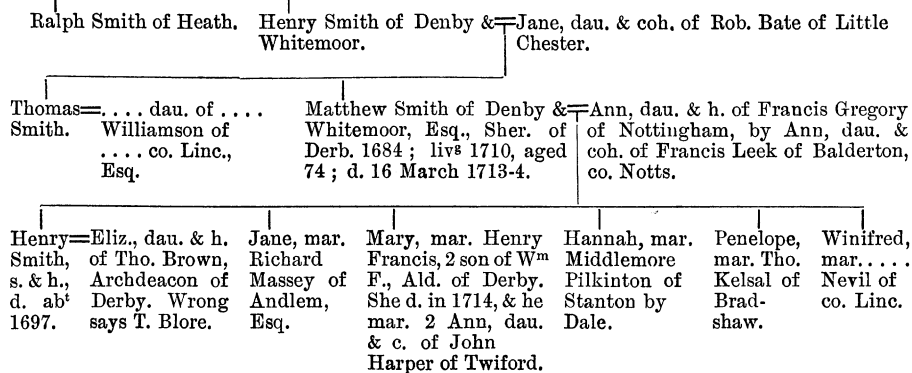 Ralph Smith of Heath.
Henry Smith of Denby &
Whitemoor.
Jane, dau. & coh. of Rob. Bate of Little
Chester.
Thomas
Smith.
.... dau. of ....
Williamson of
.... co. Linc.,
Esq.
Matthew Smith of Denby &
Whitemoor, Esq., Sher. of
Derb. 1684 ; livg 1710, aged
74 ; d. 16 March 1713-4.
Ann, dau. & h. of Francis Gregory
of Nottingham, by Ann, dau. &
coh. of Francis Leek of Balderton,
co. Notts.
Henry
Smith,
s. & h.,
d. abt
1697.
Eliz., dau. & h.
of Tho. Brown,
Archdeacon of
Derby. Wrong
says T. Blore.
Jane, mar.
Richard
Massey of
Andlem,
Esq.
Mary, mar. Henry
Francis, 2 son of Wm
F., Ald. of Derby.
She d. in 1714, & he
mar. 2 Ann, dau.
& c. of John
Harper of Twiford.
Hannah, mar.
Middlemore
Pilkinton of
Stanton by
Dale.
Penelope,
mar. Tho.
Kelsal of
Brad-
shaw.
Winifred,
mar.....
Nevil of
co. Linc.